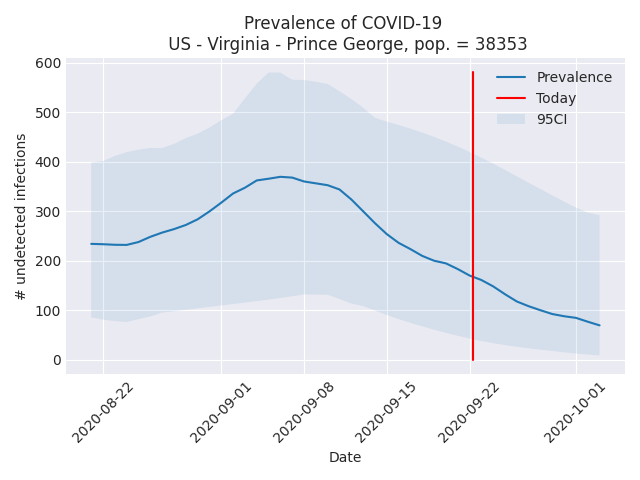 Prevalence of COVID-19
US - Virginia - Prince George, pop. = 38353
600
500
400
300
200
100
0
# undetected infections
Prevalence
Today
95CI
2020-08-22
2020-09-01
2020-09-08
2020-09-15
2020-09-22
2020-10-01
Date